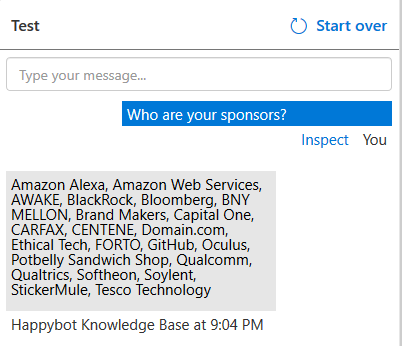 Test
Start over
Type your message...
Who are your sponsors?
Inspect You
Amazon Alexa, Amazon Web Services,
AWAKE, BlackRock, Bloomberg, BNY
MELLON, Brand Makers, Capital One,
CARFAX, CENTENE, Domain.com,
Ethical Tech, FORTO, GitHub, Oculus,
Potbelly Sandwich Shop, Qualcomm,
Qualtrics, Softheon, Soylent,
StickerMule, Tesco Technology
Happybot Knowledge Base at 9:04 PM